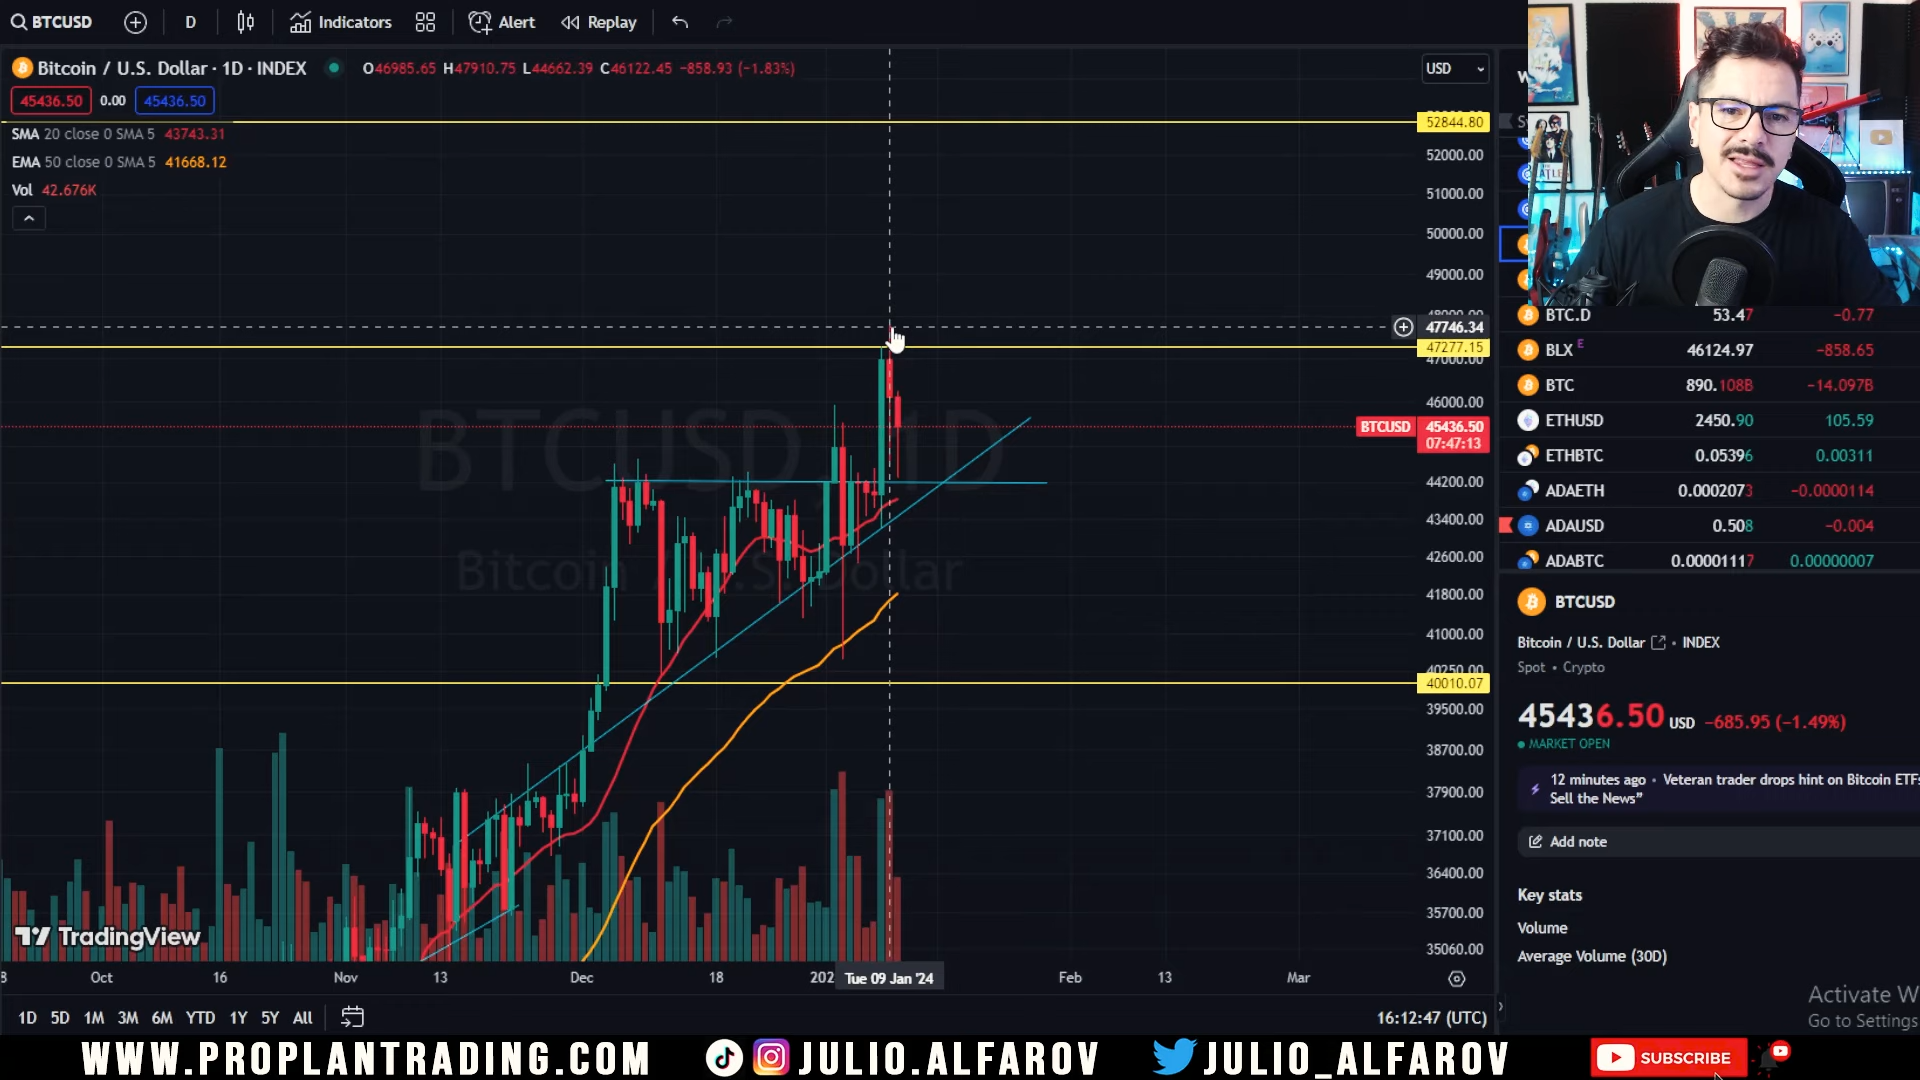 BTCUSD D Indicators Alert Replay
Bitcoin / U.S. Dollar · 1D · INDEX O46985.65 H47910.75 L44662.39 C46122.45 −858.93 (−1.83%) USD
45436.50 0.00 45436.50
SMA 20 close 0 SMA 5 43743.31
EMA 50 close 0 SMA 5 41668.12
Vol 42.676K
52844.80
52000.00
51000.00
50000.00
49000.00
47746.34
47277.15
47000.00
46000.00
BTCUSD 45436.50
07:47:13
44200.00
43400.00
42600.00
41800.00
41000.00
40250.00
40010.07
39500.00
38700.00
37900.00
37100.00
36400.00
35700.00
35060.00
BTCUSD, 1D
Bitcoin / U.S. Dollar
TradingView
Oct 16 Nov 13 Dec 18 202 Tue 09 Jan '24 Feb 13 Mar
1D 5D 1M 3M 6M YTD 1Y 5Y All 16:12:47 (UTC)
BTC.D 53.47 −0.77
BLX E 46124.97 −858.65
BTC 890.108B −14.097B
ETHUSD 2450.90 105.59
ETHBTC 0.05396 0.00311
ADAETH 0.0002073 −0.0000114
ADAUSD 0.508 −0.004
ADABTC 0.00001117 0.00000007
BTCUSD
Bitcoin / U.S. Dollar · INDEX
Spot · Crypto
45436.50 USD −685.95 (−1.49%)
MARKET OPEN
12 minutes ago · Veteran trader drops hint on Bitcoin ETFs
Sell the News”
Add note
Key stats
Volume
Average Volume (30D)
Activate W
Go to Settings
WWW.PROPLANTRADING.COM JULIO.ALFAROV JULIO_ALFAROV SUBSCRIBE